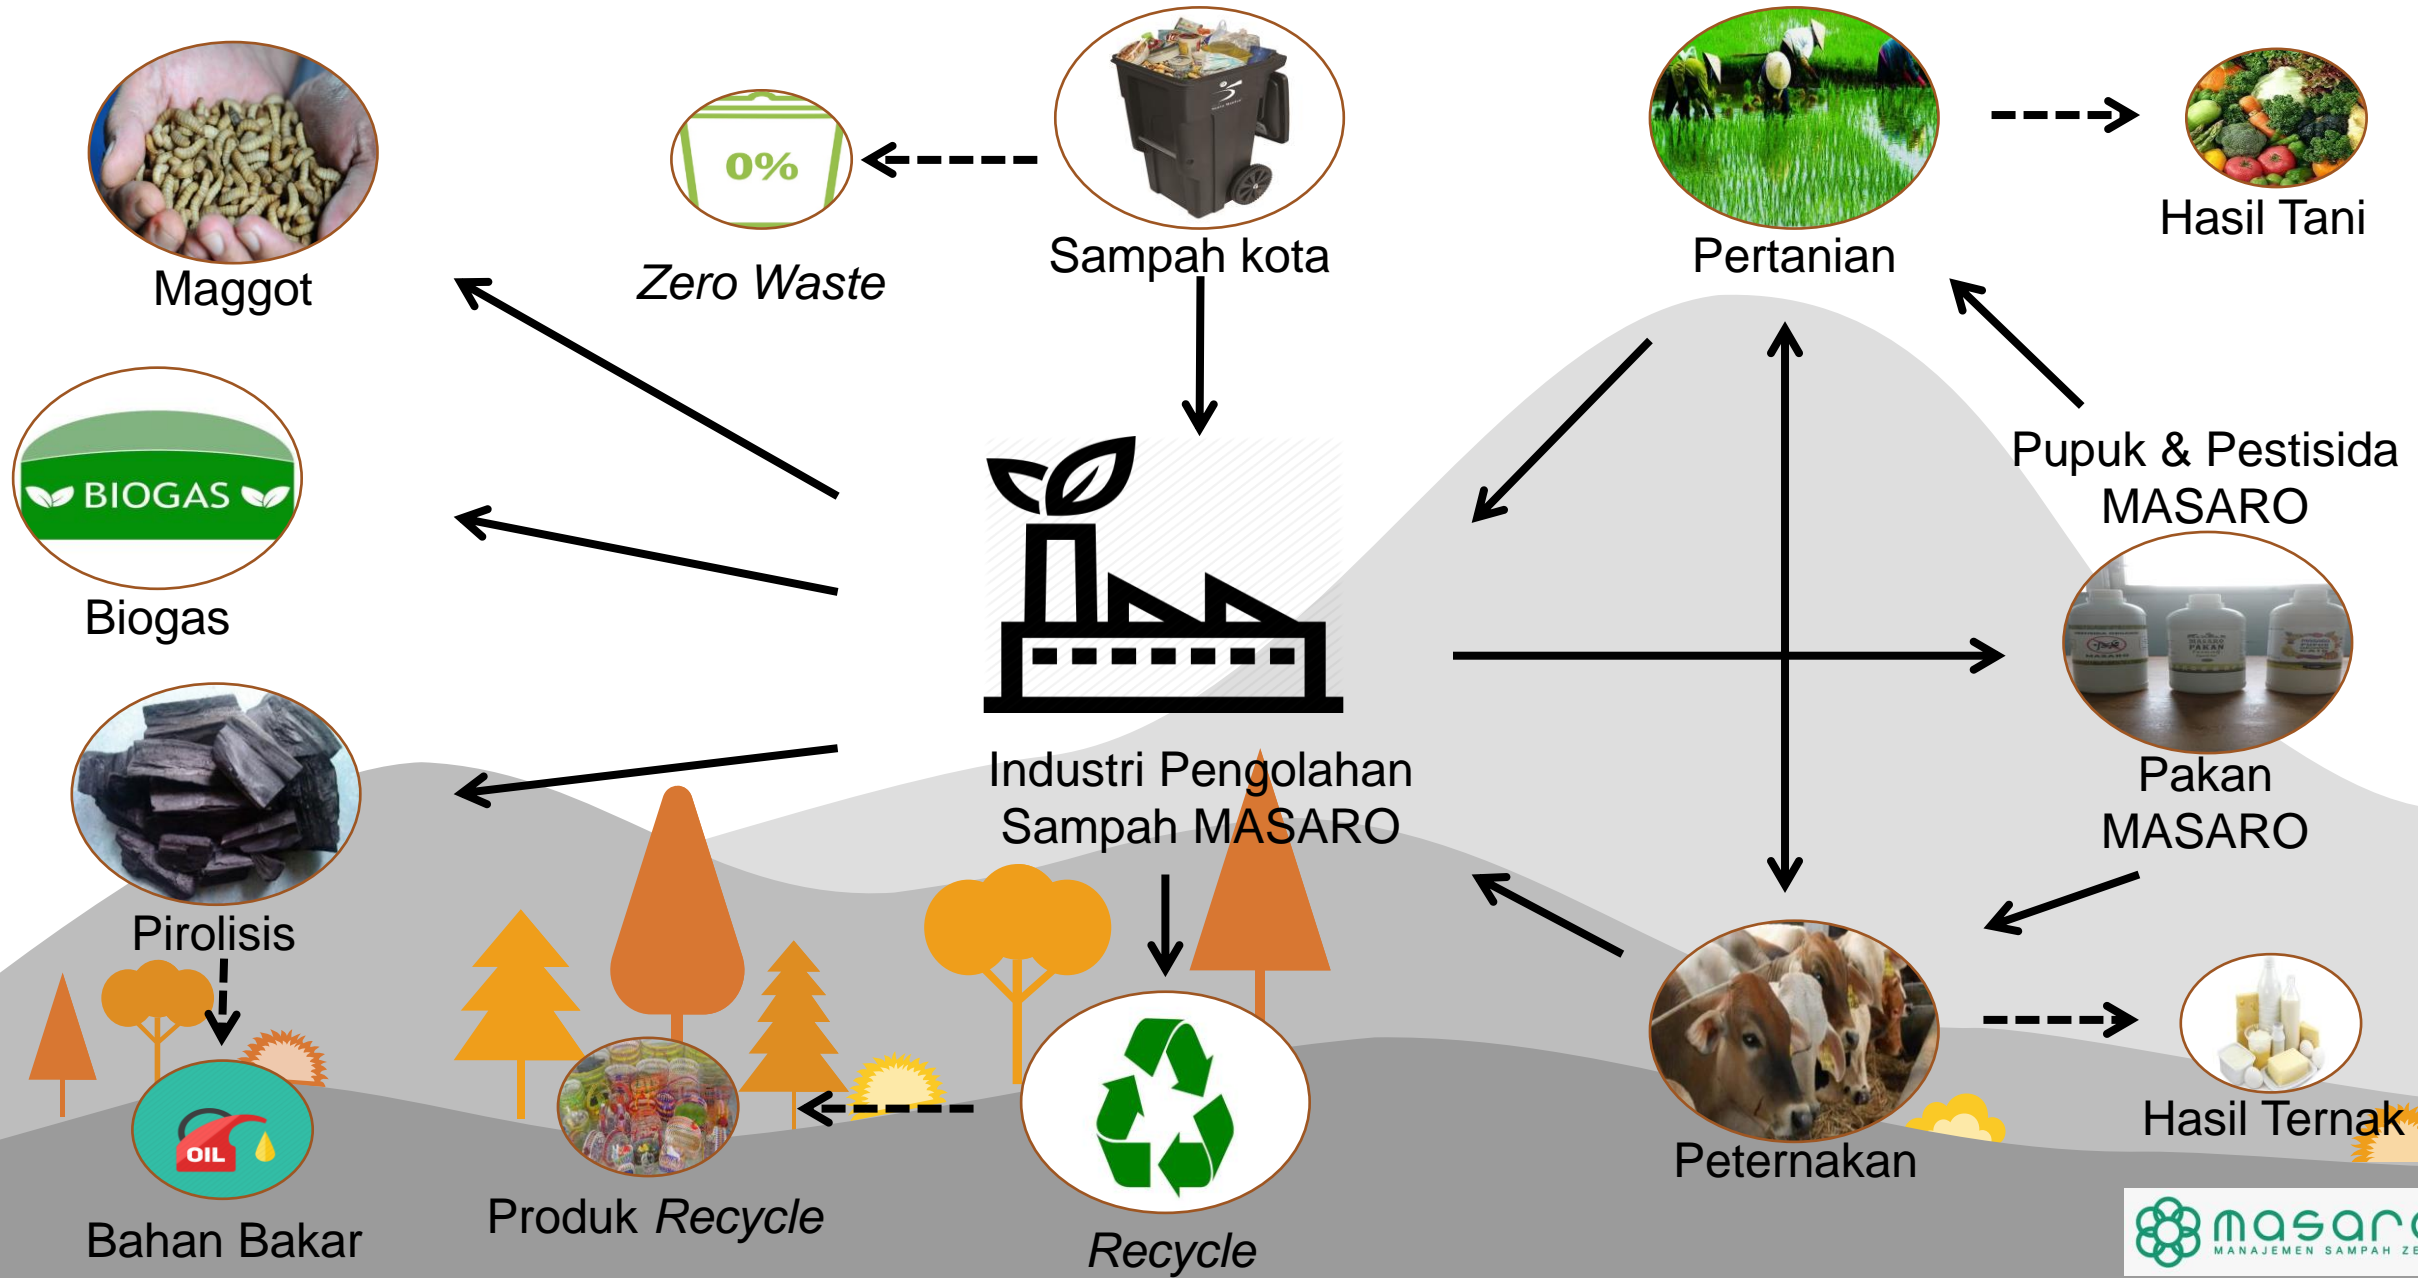 0%
Sampah kota
Zero Waste
Maggot
Pertanian
Hasil Tani
BIOGAS
Biogas
Pupuk & Pestisida
MASARO
MASARO
PAKAN
Industri Pengolahan
Sampah MASARO
Pakan
MASARO
Pirolisis
OIL
Bahan Bakar
Produk Recycle
Recycle
Peternakan
Hasil Ternak
MANAJEMEN SAMPAH